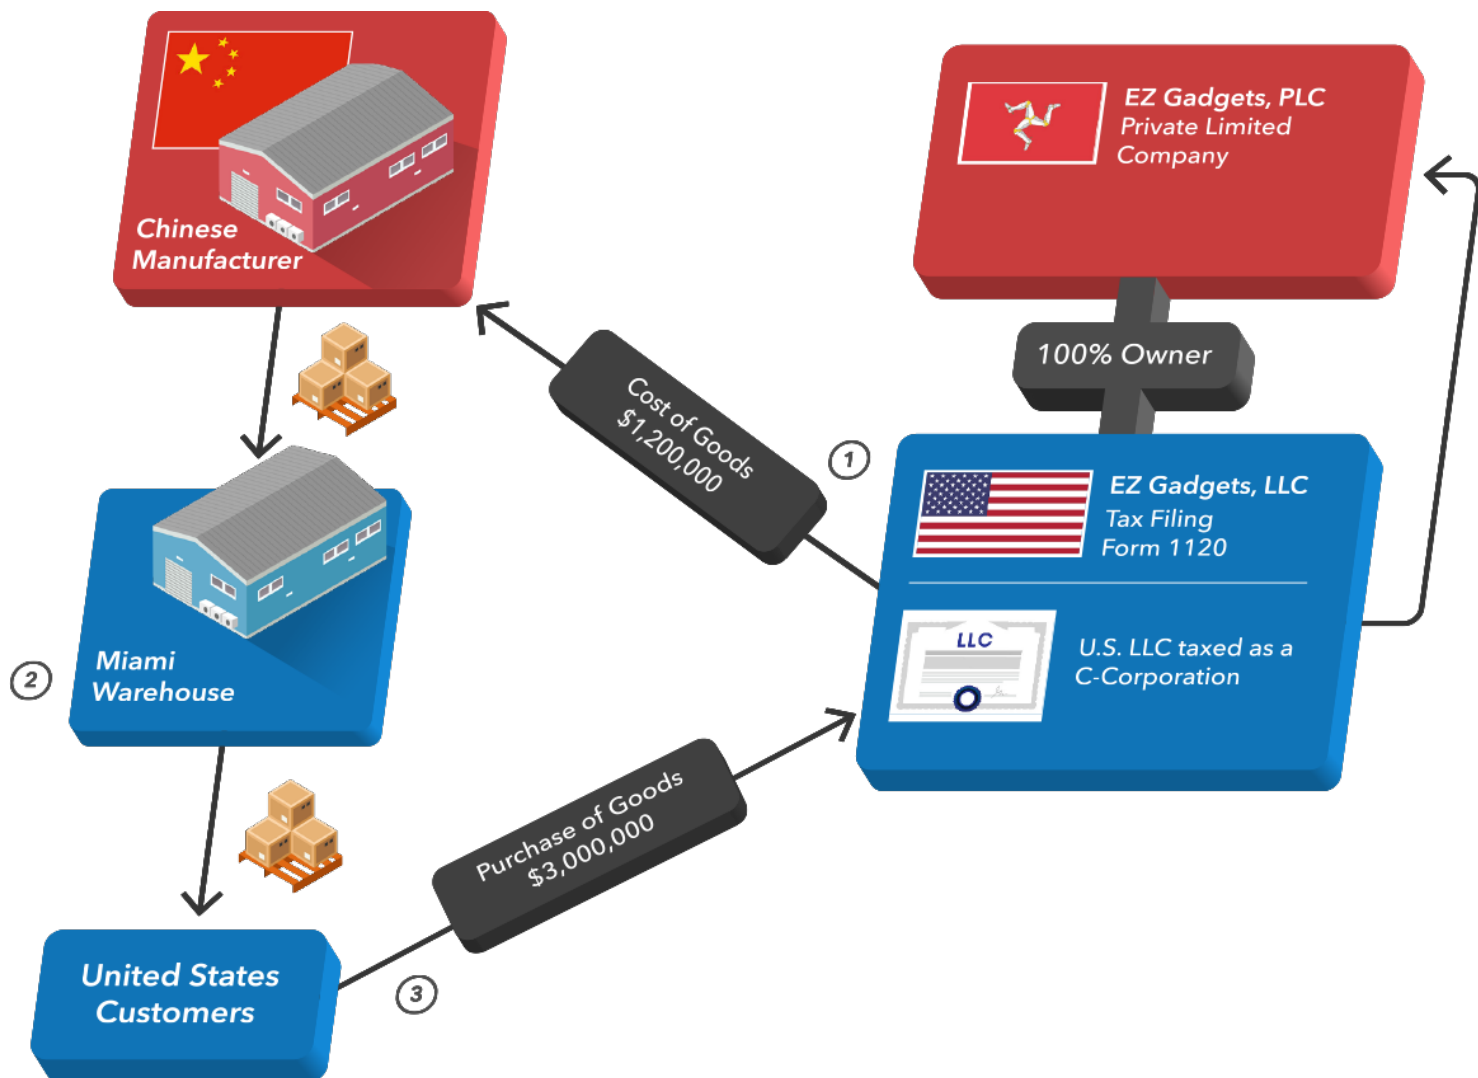 Chinese
Manufacturer
EZ Gadgets, PLC
Private Limited
Company
100% Owner
Cost of Goods
$1,200,000
1
EZ Gadgets, LLC
Tax Filing
Form 1120
LLC
U.S. LLC taxed as a
C-Corporation
2
Miami
Warehouse
Purchase of Goods
$3,000,000
3
United States
Customers